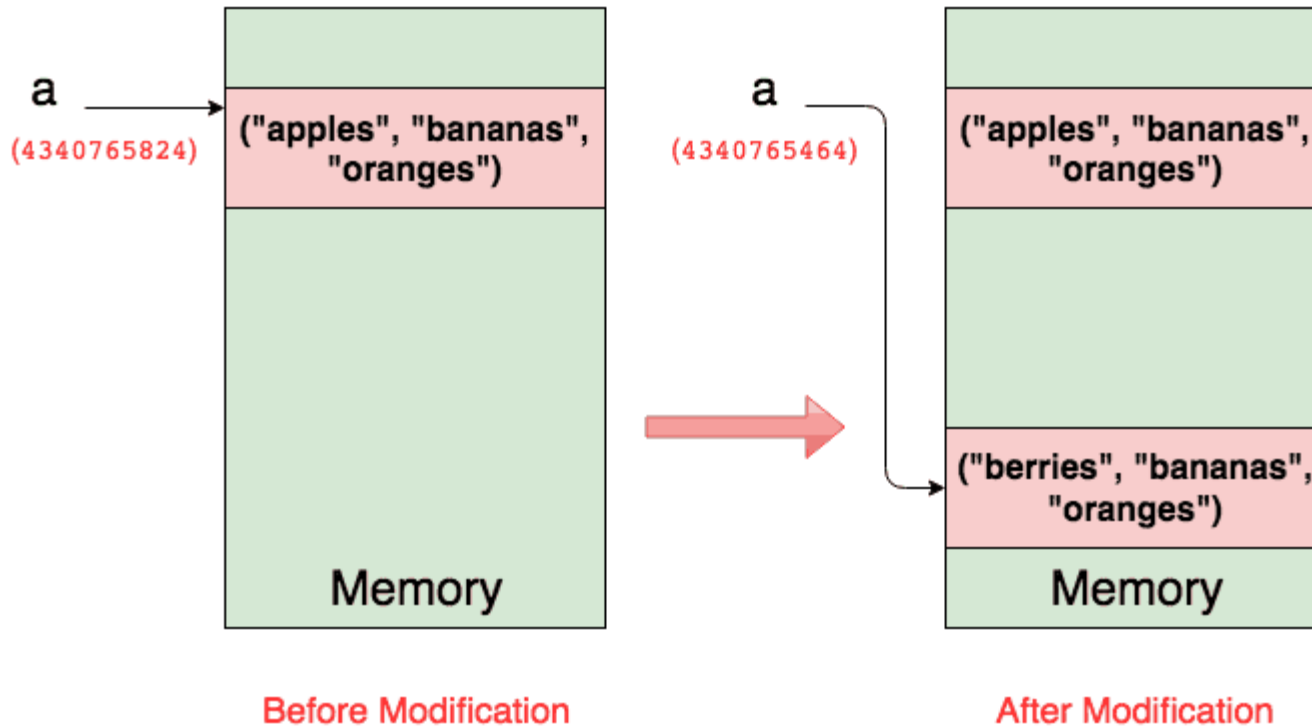 a
(4340765824)
("apples", "bananas",
"oranges")
Memory
Before Modification
a
(4340765464)
("apples", "bananas",
"oranges")
("berries", "bananas",
"oranges")
Memory
After Modification